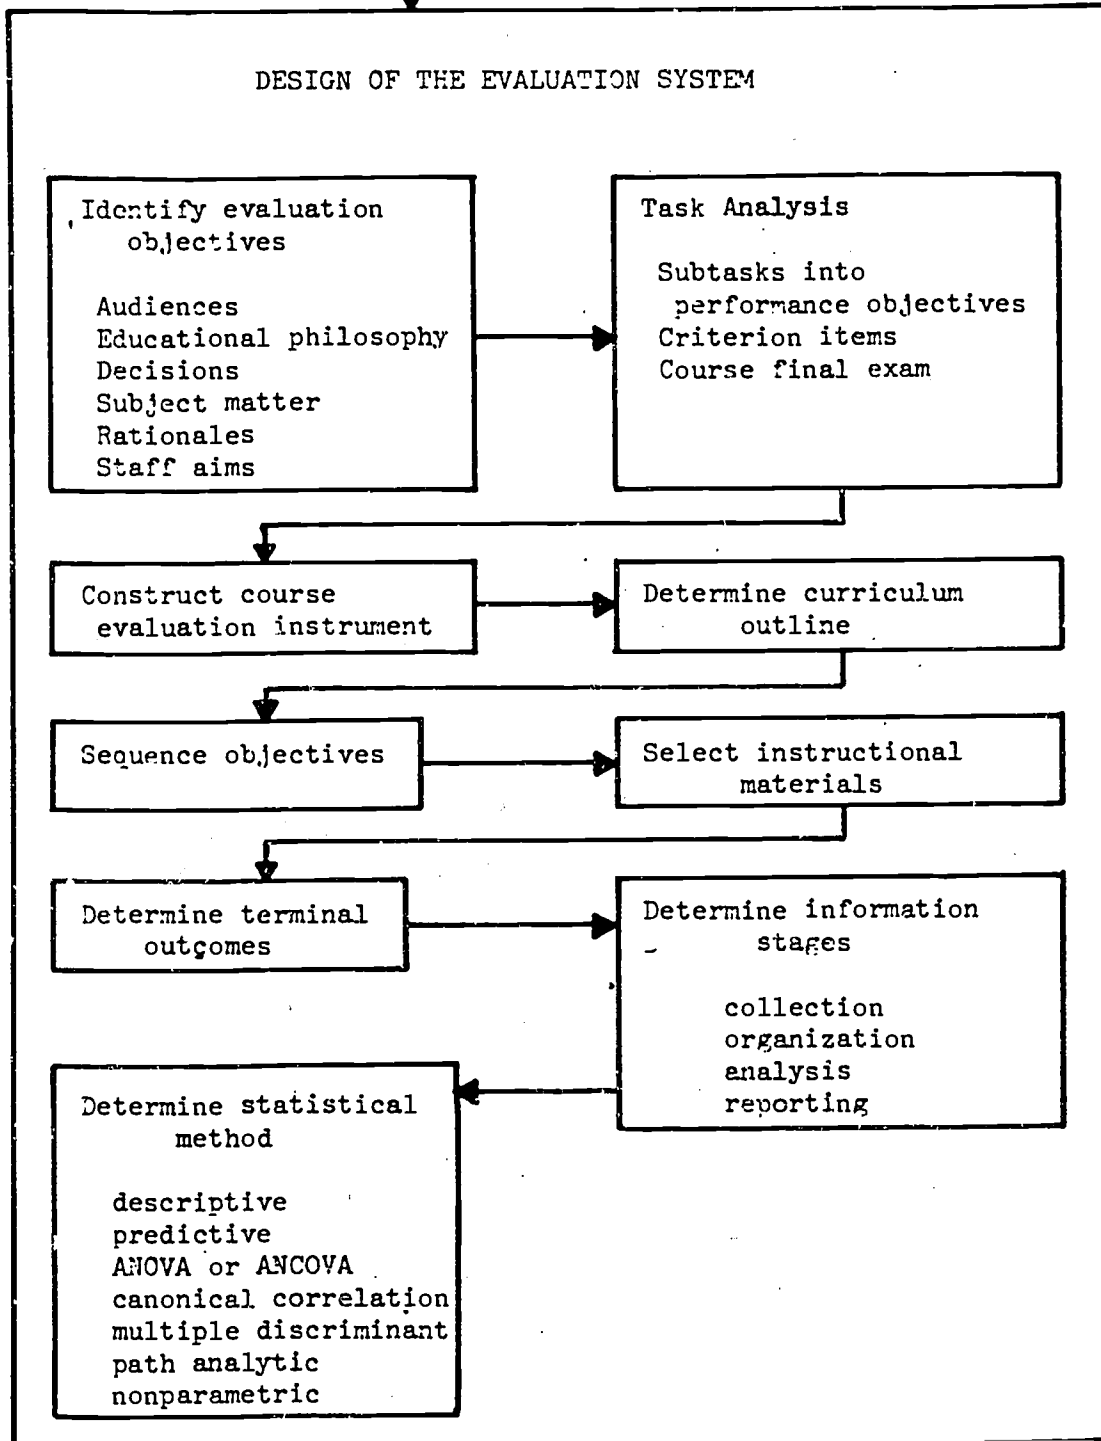 DESIGN OF THE EVALUATION SYSTEM
Identify evaluation
objectives
Audiences
Educational philosophy
Decisions
Subject matter
Rationales
Staff aims
Task Analysis
Subtasks into
performance objectives
Criterion items
Course final exam
Construct course
evaluation instrument
Determine curriculum
outline
Sequence objectives
Select instructional
materials
Determine terminal
outcomes
Determine information
stages
collection
organization
analysis
reporting
Determine statistical
method
descriptive
predictive
ANOVA or ANCOVA
canonical correlation
multiple discriminant
path analytic
nonparametric